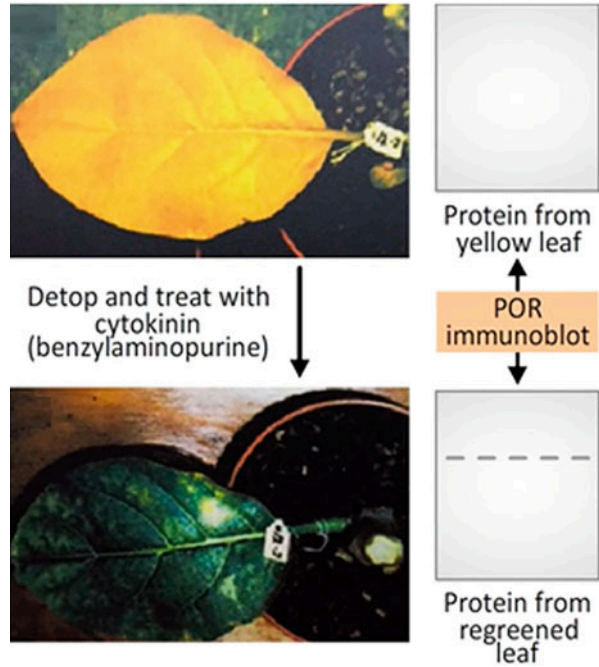 Protein from
yellow leaf
Detop and treat with
cytokinin
(benzylaminopurine)
POR
immunoblot
Protein from
regreened
leaf